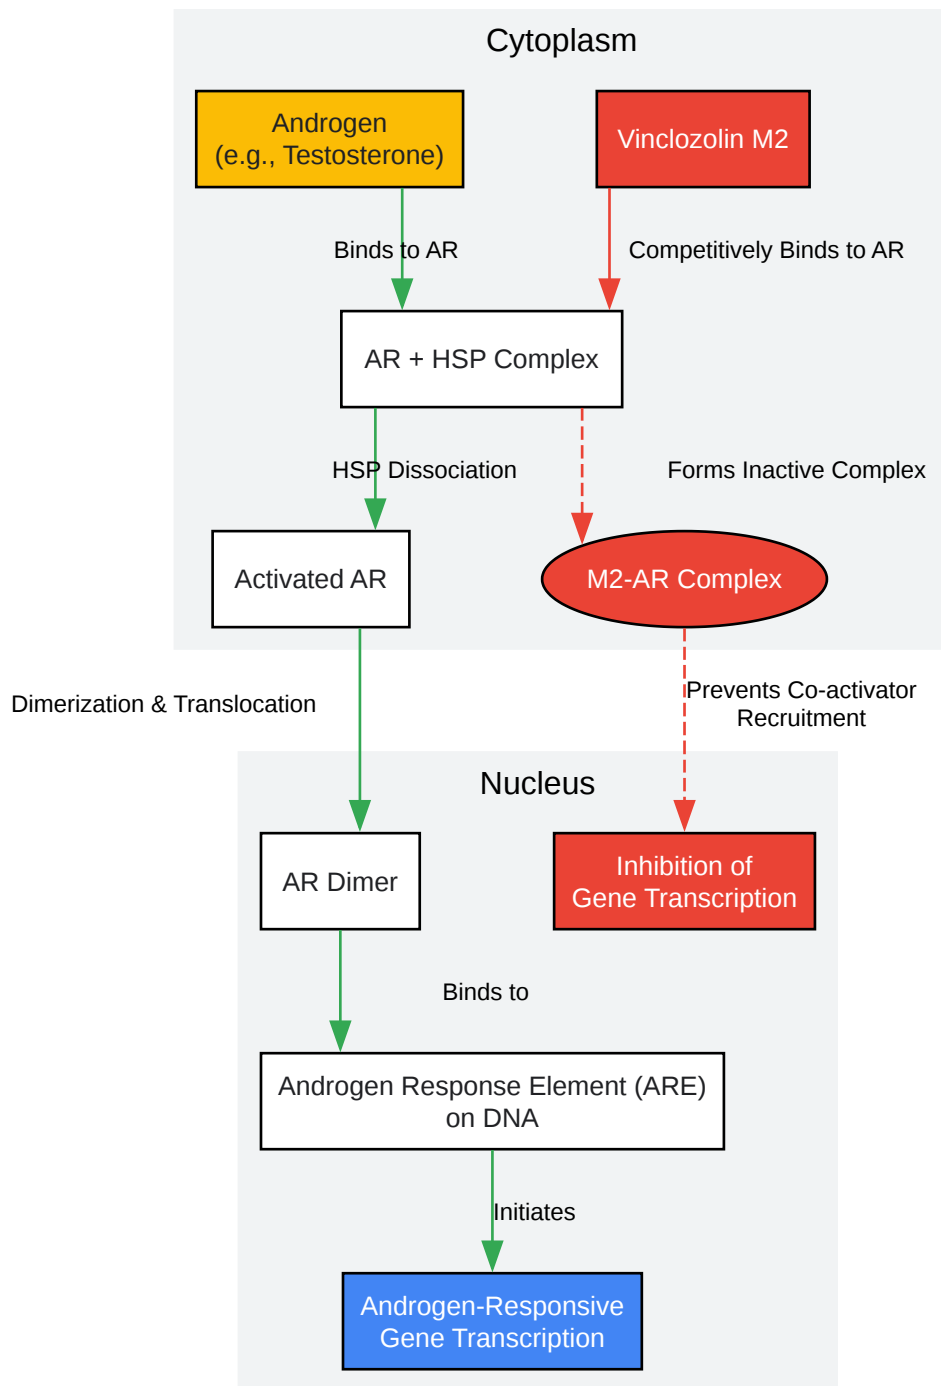 Cytoplasm
Androgen
(e.g., Testosterone)
Vinclozolin M2
Binds to AR
Competitively Binds to AR
AR + HSP Complex
HSP Dissociation
Forms Inactive Complex
Activated AR
M2-AR Complex
Dimerization & Translocation
Prevents Co-activator
Recruitment
Nucleus
AR Dimer
Inhibition of
Gene Transcription
Binds to
Androgen Response Element (ARE)
on DNA
Initiates
Androgen-Responsive
Gene Transcription